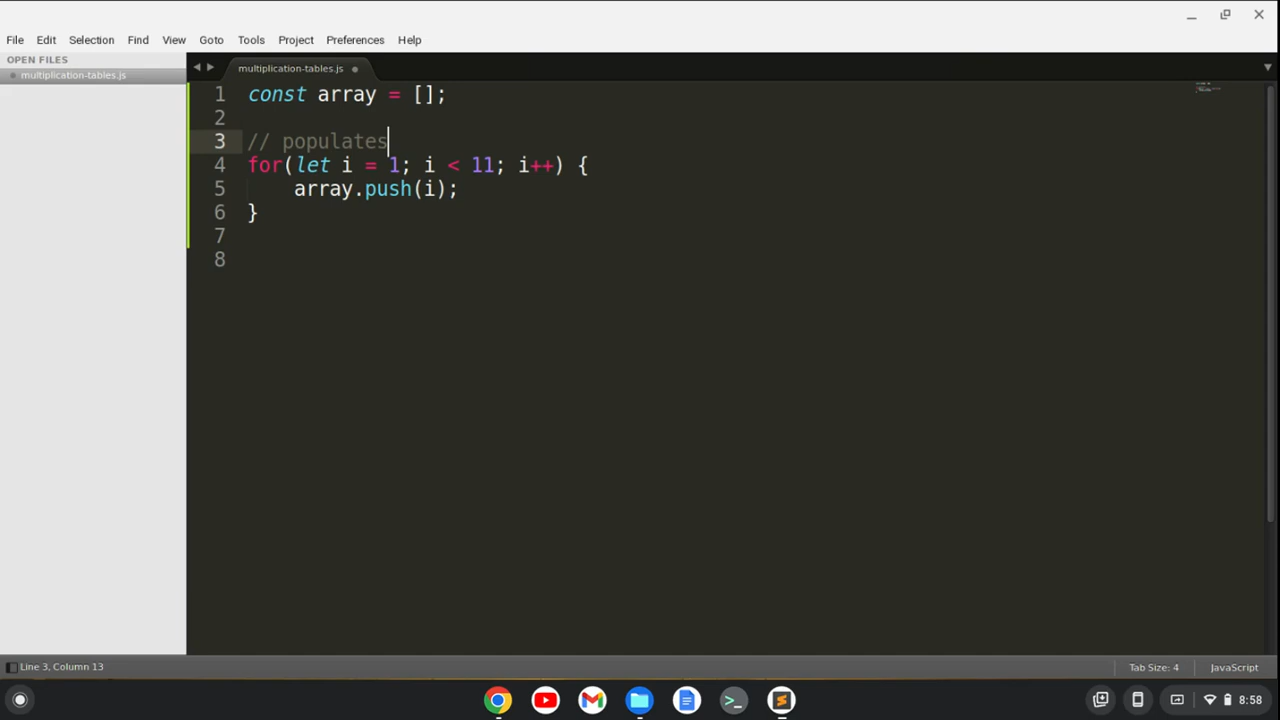 File Edit Selection Find View Goto Tools Project Preferences Help
OPEN FILES
multiplication-tables.js
multiplication-tables.js
1 const array = [];
2
3 // populates
4 for(let i = 1; i < 11; i++) {
5 array.push(i);
6 }
7
8
Line 3, Column 13 Tab Size: 4 JavaScript
8:58